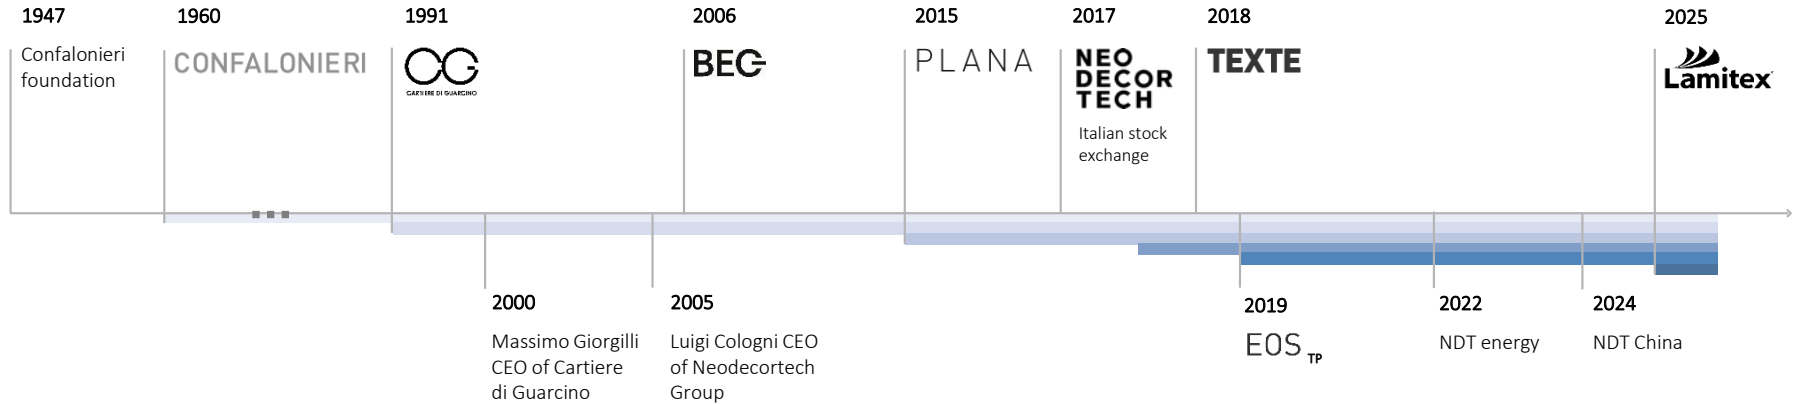 1947
Confalonieri
foundation
1960
CONFALONIERI
1991
CG
CARTIERE DI GUARCINO
2006
BEG
2015
PLANA
2017
NEO
DECOR
TECH
Italian stock
exchange
2018
TEXTE
2025
Lamitex
2000
Massimo Giorgilli
CEO of Cartiere
di Guarcino
2005
Luigi Cologni CEO
of Neodecortech
Group
2019
EOS TP
2022
NDT energy
2024
NDT China